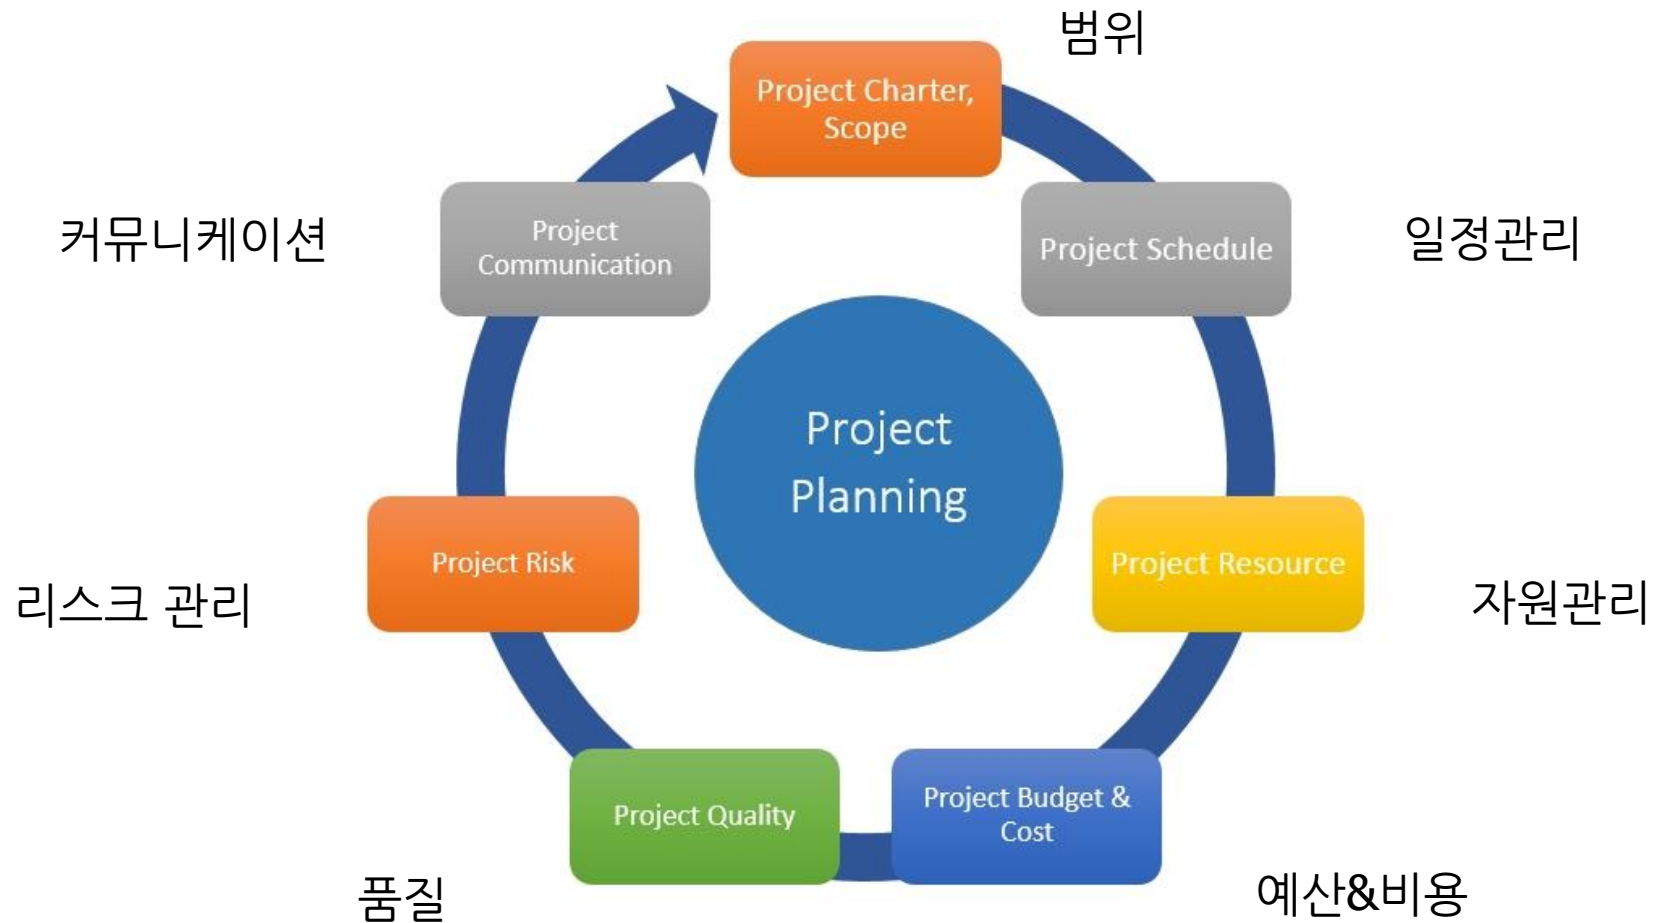 범위
Project Charter,
Scope
커뮤니케이션
Project
Communication
Project Schedule
일정관리
Project
Planning
Project Risk
Project Resource
리스크 관리
자원관리
Project Quality
Project Budget &
Cost
품질
예산&비용